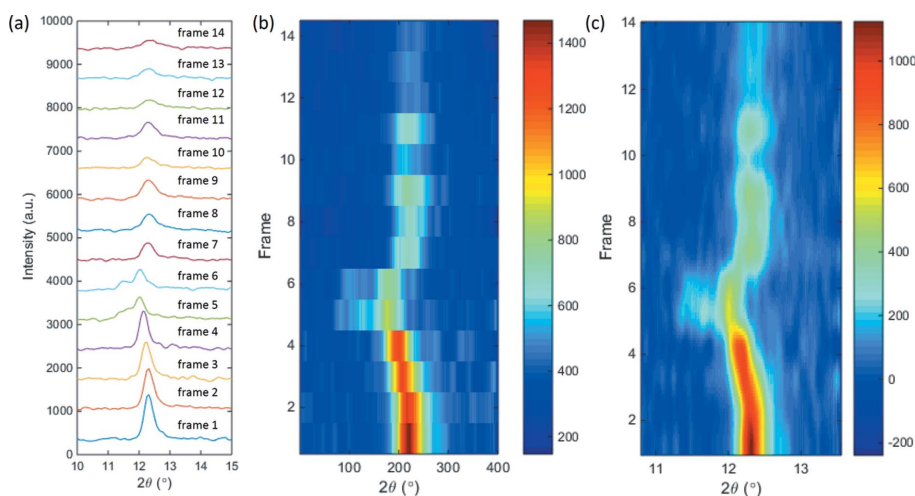 (a)
10000
9000
8000
7000
6000
5000
4000
3000
2000
1000
0
Intensity (a.u.)
frame 14
frame 13
frame 12
frame 11
frame 10
frame 9
frame 8
frame 7
frame 6
frame 5
frame 4
frame 3
frame 2
frame 1
10 11 12 13 14 15
2θ (°)
(b)
14
12
10
8
6
4
2
Frame
100 200 300 400
2θ (°)
1400
1200
1000
800
600
400
200
(c)
14
12
10
8
6
4
2
Frame
11 12 13
2θ (°)
1000
800
600
400
200
0
-200